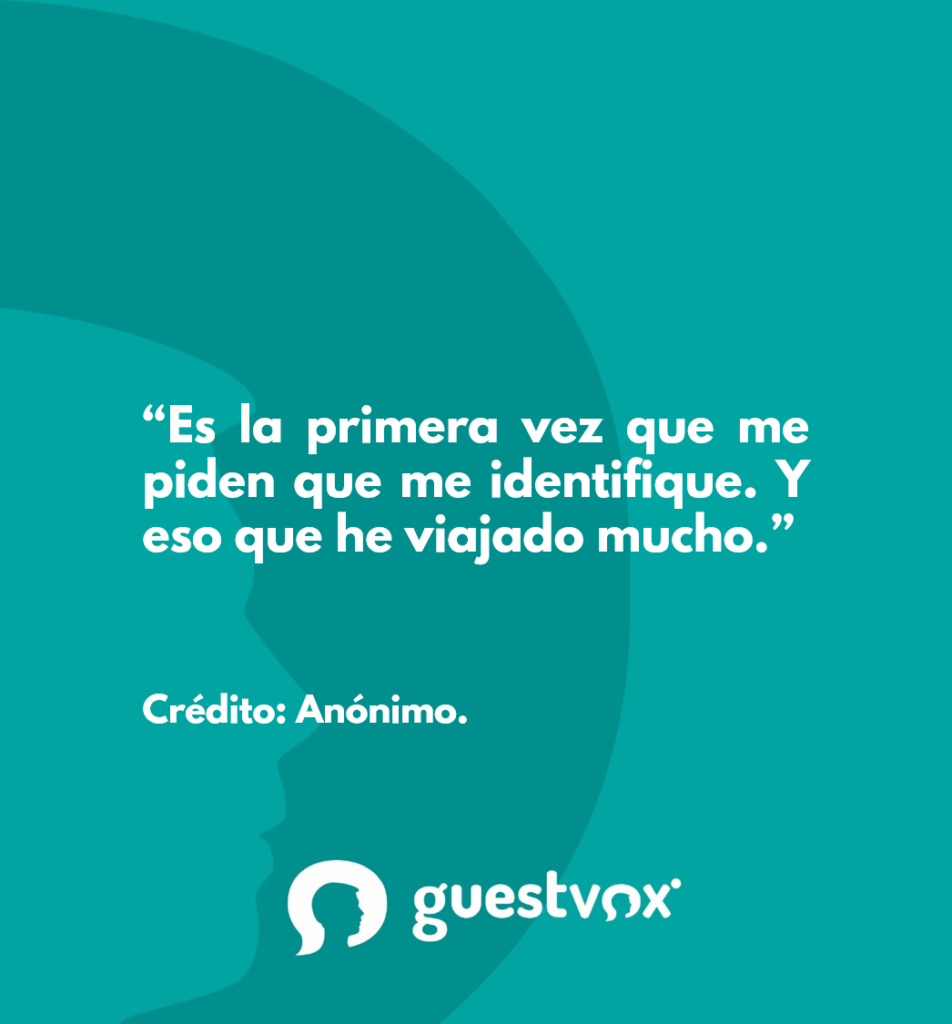 “Es la primera vez que me
piden que me identifique. Y
eso que he viajado mucho.”
Crédito: Anónimo.
guestvox